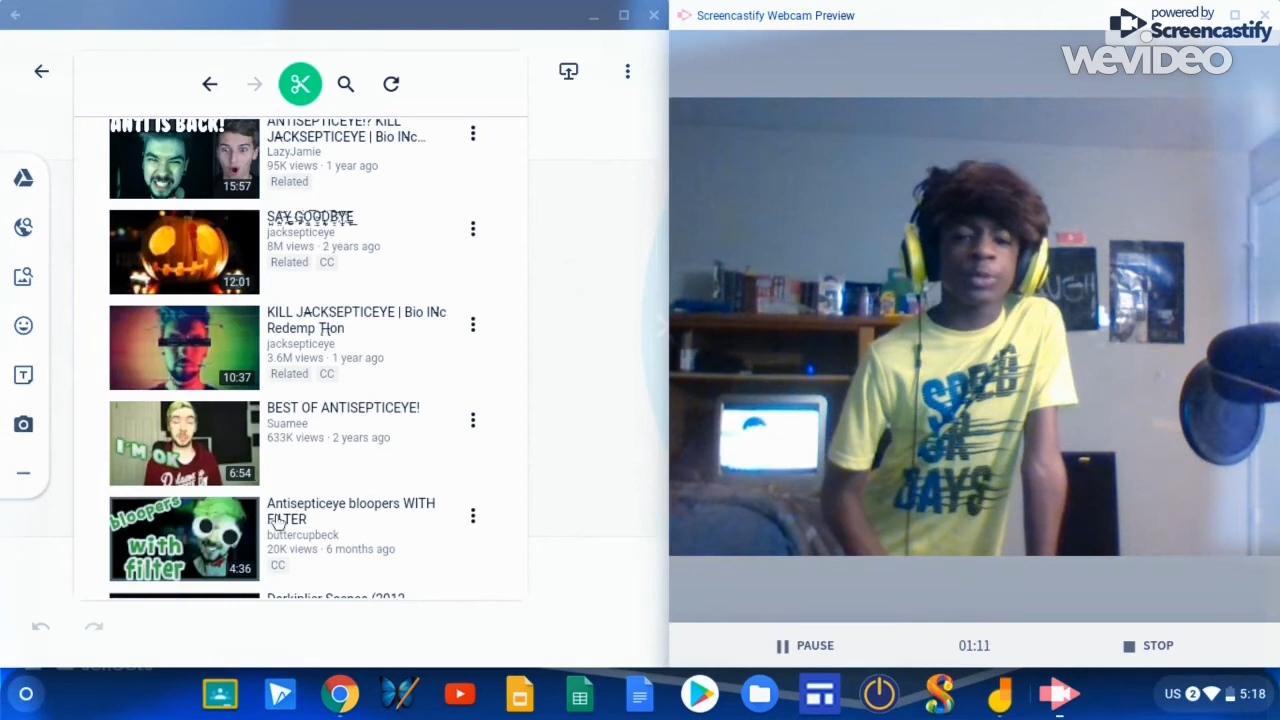 Screencastify Webcam Preview
powered by
Screencastify
WeVideo
ANTI IS BACK!
15:57
ANTISEPTICEYE!? KILL
JACKSEPTICEYE | Bio INc...
LazyJamie
95K views · 1 year ago
Related
12:01
SAY GOODBYE
jacksepticeye
8M views · 2 years ago
Related CC
10:37
KILL JACKSEPTICEYE | Bio INc
Redemp Tion
jacksepticeye
3.6M views · 1 year ago
Related CC
I'M OK
6:54
BEST OF ANTISEPTICEYE!
Suamee
633K views · 2 years ago
bloopers
with
filter
4:36
Antisepticeye bloopers WITH
FILTER
buttercupbeck
20K views · 6 months ago
CC
SPEED
DAYS
PAUSE
01:11
STOP
US 2 5:18